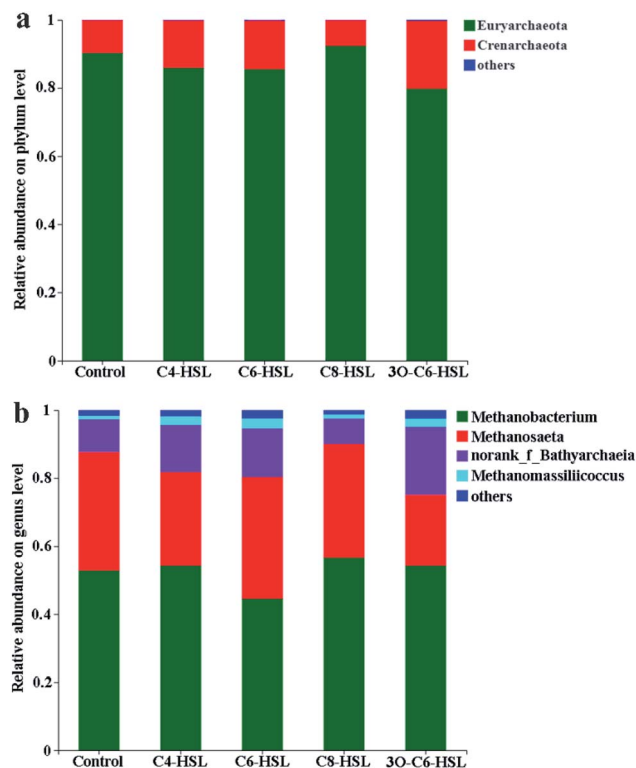 a
Relative abundance on phylum level
1
0.8
0.6
0.4
0.2
0
Control C4-HSL C6-HSL C8-HSL 3O-C6-HSL
Euryarchaeota
Crenarchaeota
others
b
Relative abundance on genus level
1
0.8
0.6
0.4
0.2
0
Control C4-HSL C6-HSL C8-HSL 3O-C6-HSL
Methanobacterium
Methanosaeta
norank_f_Bathyarchaeia
Methanomassiliicoccus
others